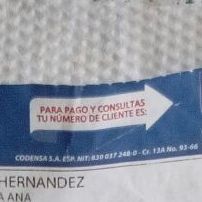 PARA PAGO Y CONSULTAS
TU NÚMERO DE CLIENTE ES:
CODENSA S.A. ESP. NIT: 830 037 248-0 - Cr. 13A No. 93-66
HERNANDEZ
A ANA